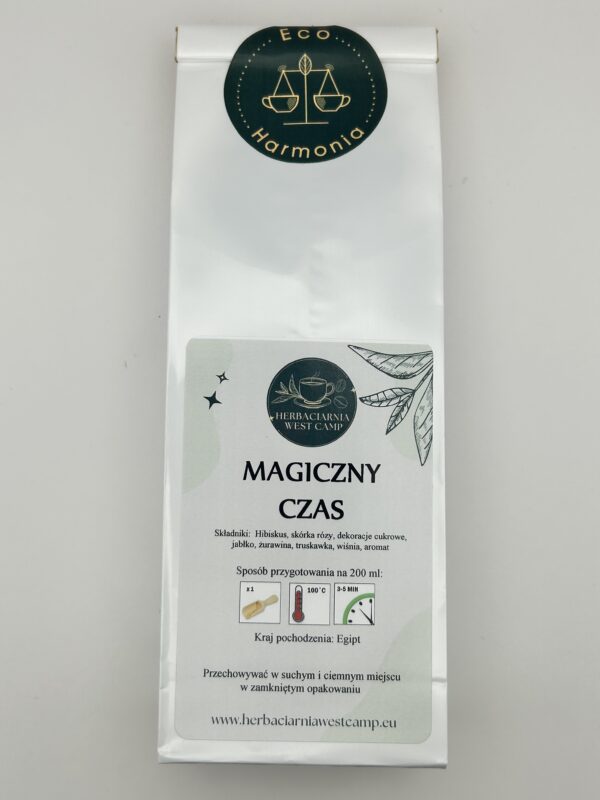 Eco
Harmonia
HERBACIARNIA
WEST CAMP
MAGICZNY
CZAS
Składniki: Hibiskus, skórka rózy, dekoracje cukrowe,
jabłko, żurawina, truskawka, wiśnia, aromat
Sposób przygotowania na 200 ml:
x1 100°C 3-5 MIN
Kraj pochodzenia: Egipt
Przechowywać w suchym i ciemnym miejscu
w zamkniętym opakowaniu
www.herbaciarniawestcamp.eu